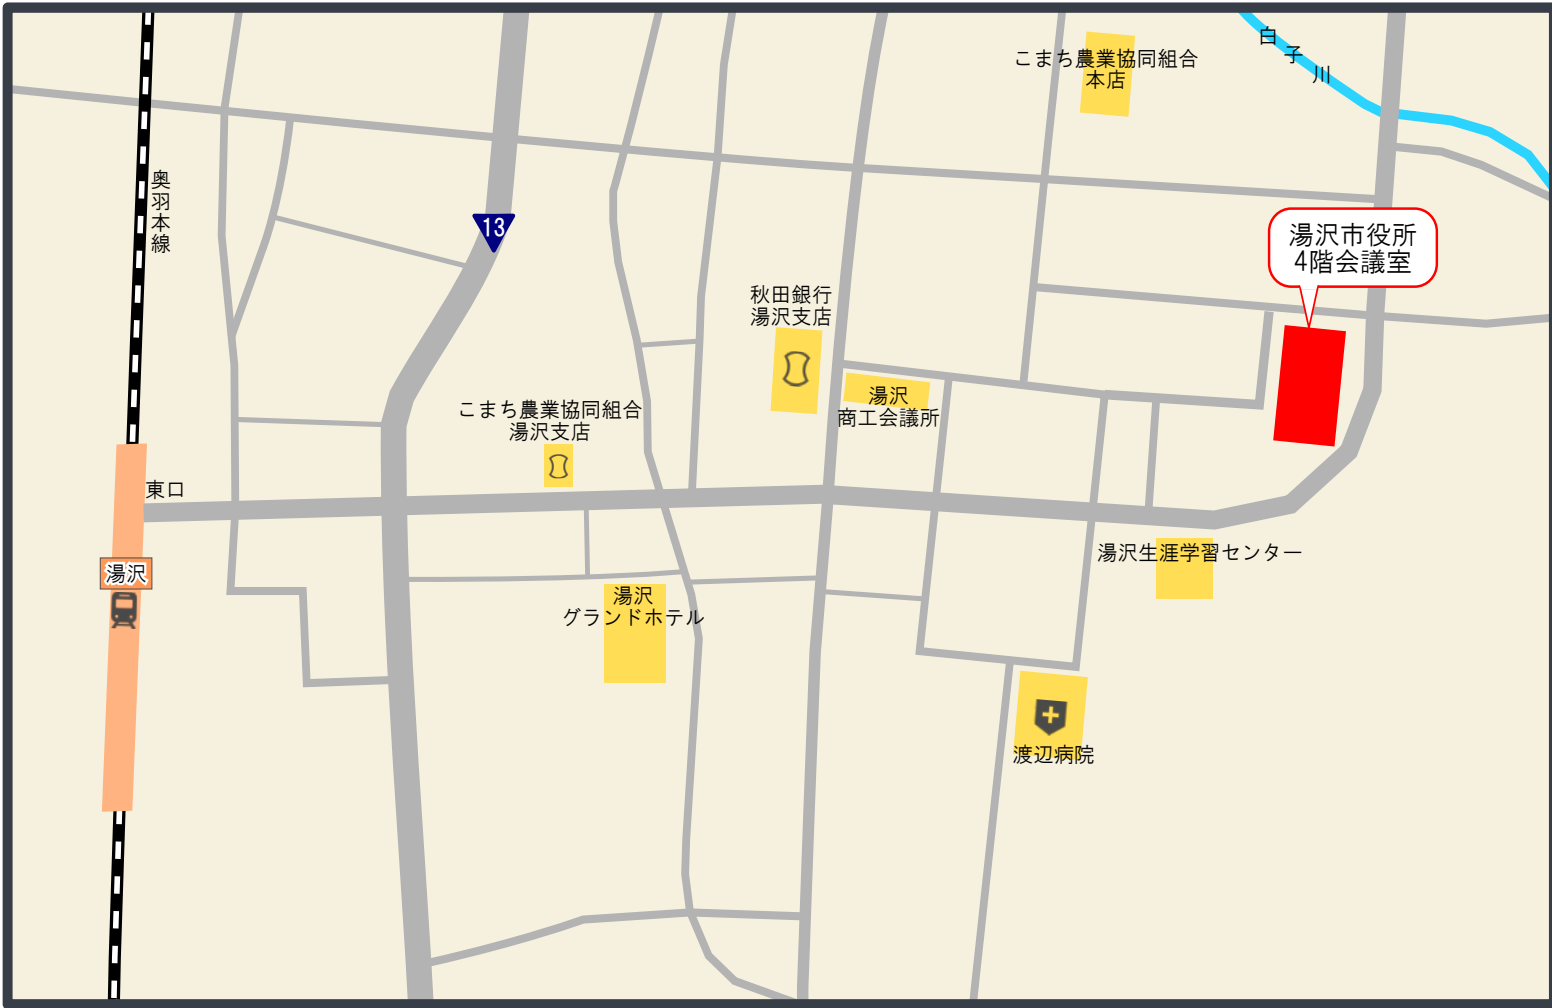 白子川
こまち農業協同組合
本店
奥羽本線
13
湯沢市役所
4階会議室
秋田銀行
湯沢支店
湯沢
商工会議所
こまち農業協同組合
湯沢支店
東口
湯沢
湯沢生涯学習センター
湯沢
グランドホテル
渡辺病院